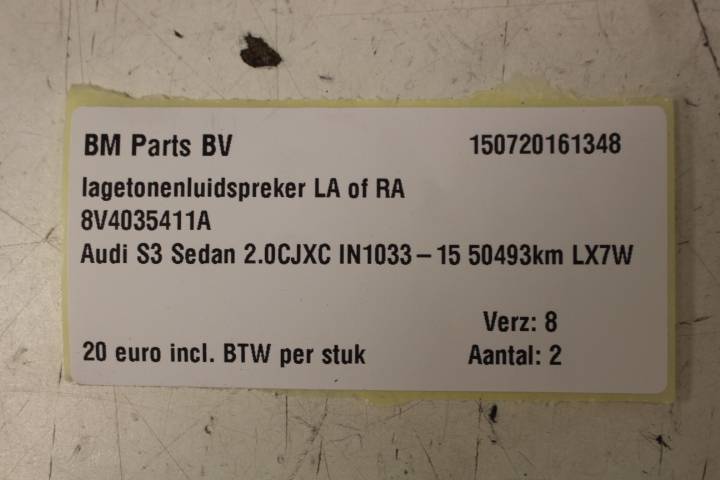 BM Parts BV 150720161348
lagetonenluidspreker LA of RA
8V4035411A
Audi S3 Sedan 2.0CJXC IN1033-15 50493km LX7W
Verz: 8
20 euro incl. BTW per stuk Aantal: 2